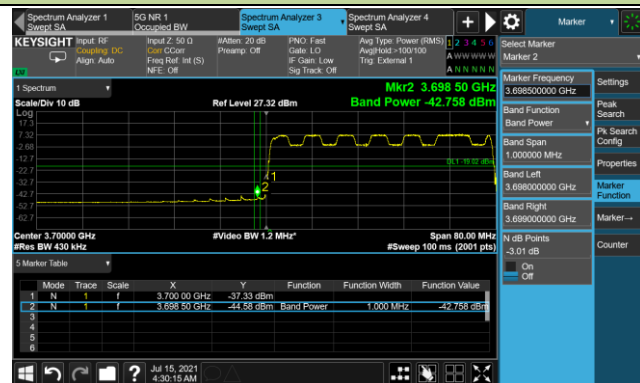 Spectrum Analyzer 1
Swept SA
5G NR 1
Occupied BW
Spectrum Analyzer 3
Swept SA
Spectrum Analyzer 4
Swept SA
Marker
KEYSIGHT
Input: RF
Coupling: DC
Align: Auto
Input Z: 50 Ω
Corr CCorr
Freq Ref: Int (S)
NFE: Off
#Atten: 20 dB
Preamp: Off
PNO: Fast
Gate: LO
IF Gain: Low
Sig Track: Off
Avg Type: Power (RMS)
Avg|Hold:>100/100
Trig: External 1
1 2 3 4 5 6
A W W W W W
A N N N N N
Select Marker
Marker 2
1 Spectrum
Scale/Div 10 dB
Ref Level 27.32 dBm
Mkr2 3.698 50 GHz
Band Power -42.758 dBm
Log
17.3
7.32
-2.68
-12.7
-22.7
-32.7
-42.7
-52.7
-62.7
DL1 -19.02 dBm
1
2
Center 3.70000 GHz
#Res BW 430 kHz
#Video BW 1.2 MHz*
Span 80.00 MHz
#Sweep 100 ms (2001 pts)
5 Marker Table
Mode Trace Scale X Y Function Function Width Function Value
1 N 1 f 3.700 00 GHz -37.33 dBm
2 N 1 f 3.698 50 GHz -44.58 dBm Band Power 1.000 MHz -42.758 dBm
3
4
5
6
Marker Frequency
3.698500000 GHz
Band Function
Band Power
Band Span
1.000000 MHz
Band Left
3.698000000 GHz
Band Right
3.699000000 GHz
N dB Points
-3.01 dB
On
Off
Settings
Peak
Search
Pk Search
Config
Properties
Marker
Function
Marker→
Counter
?
Jul 15, 2021
4:30:15 AM